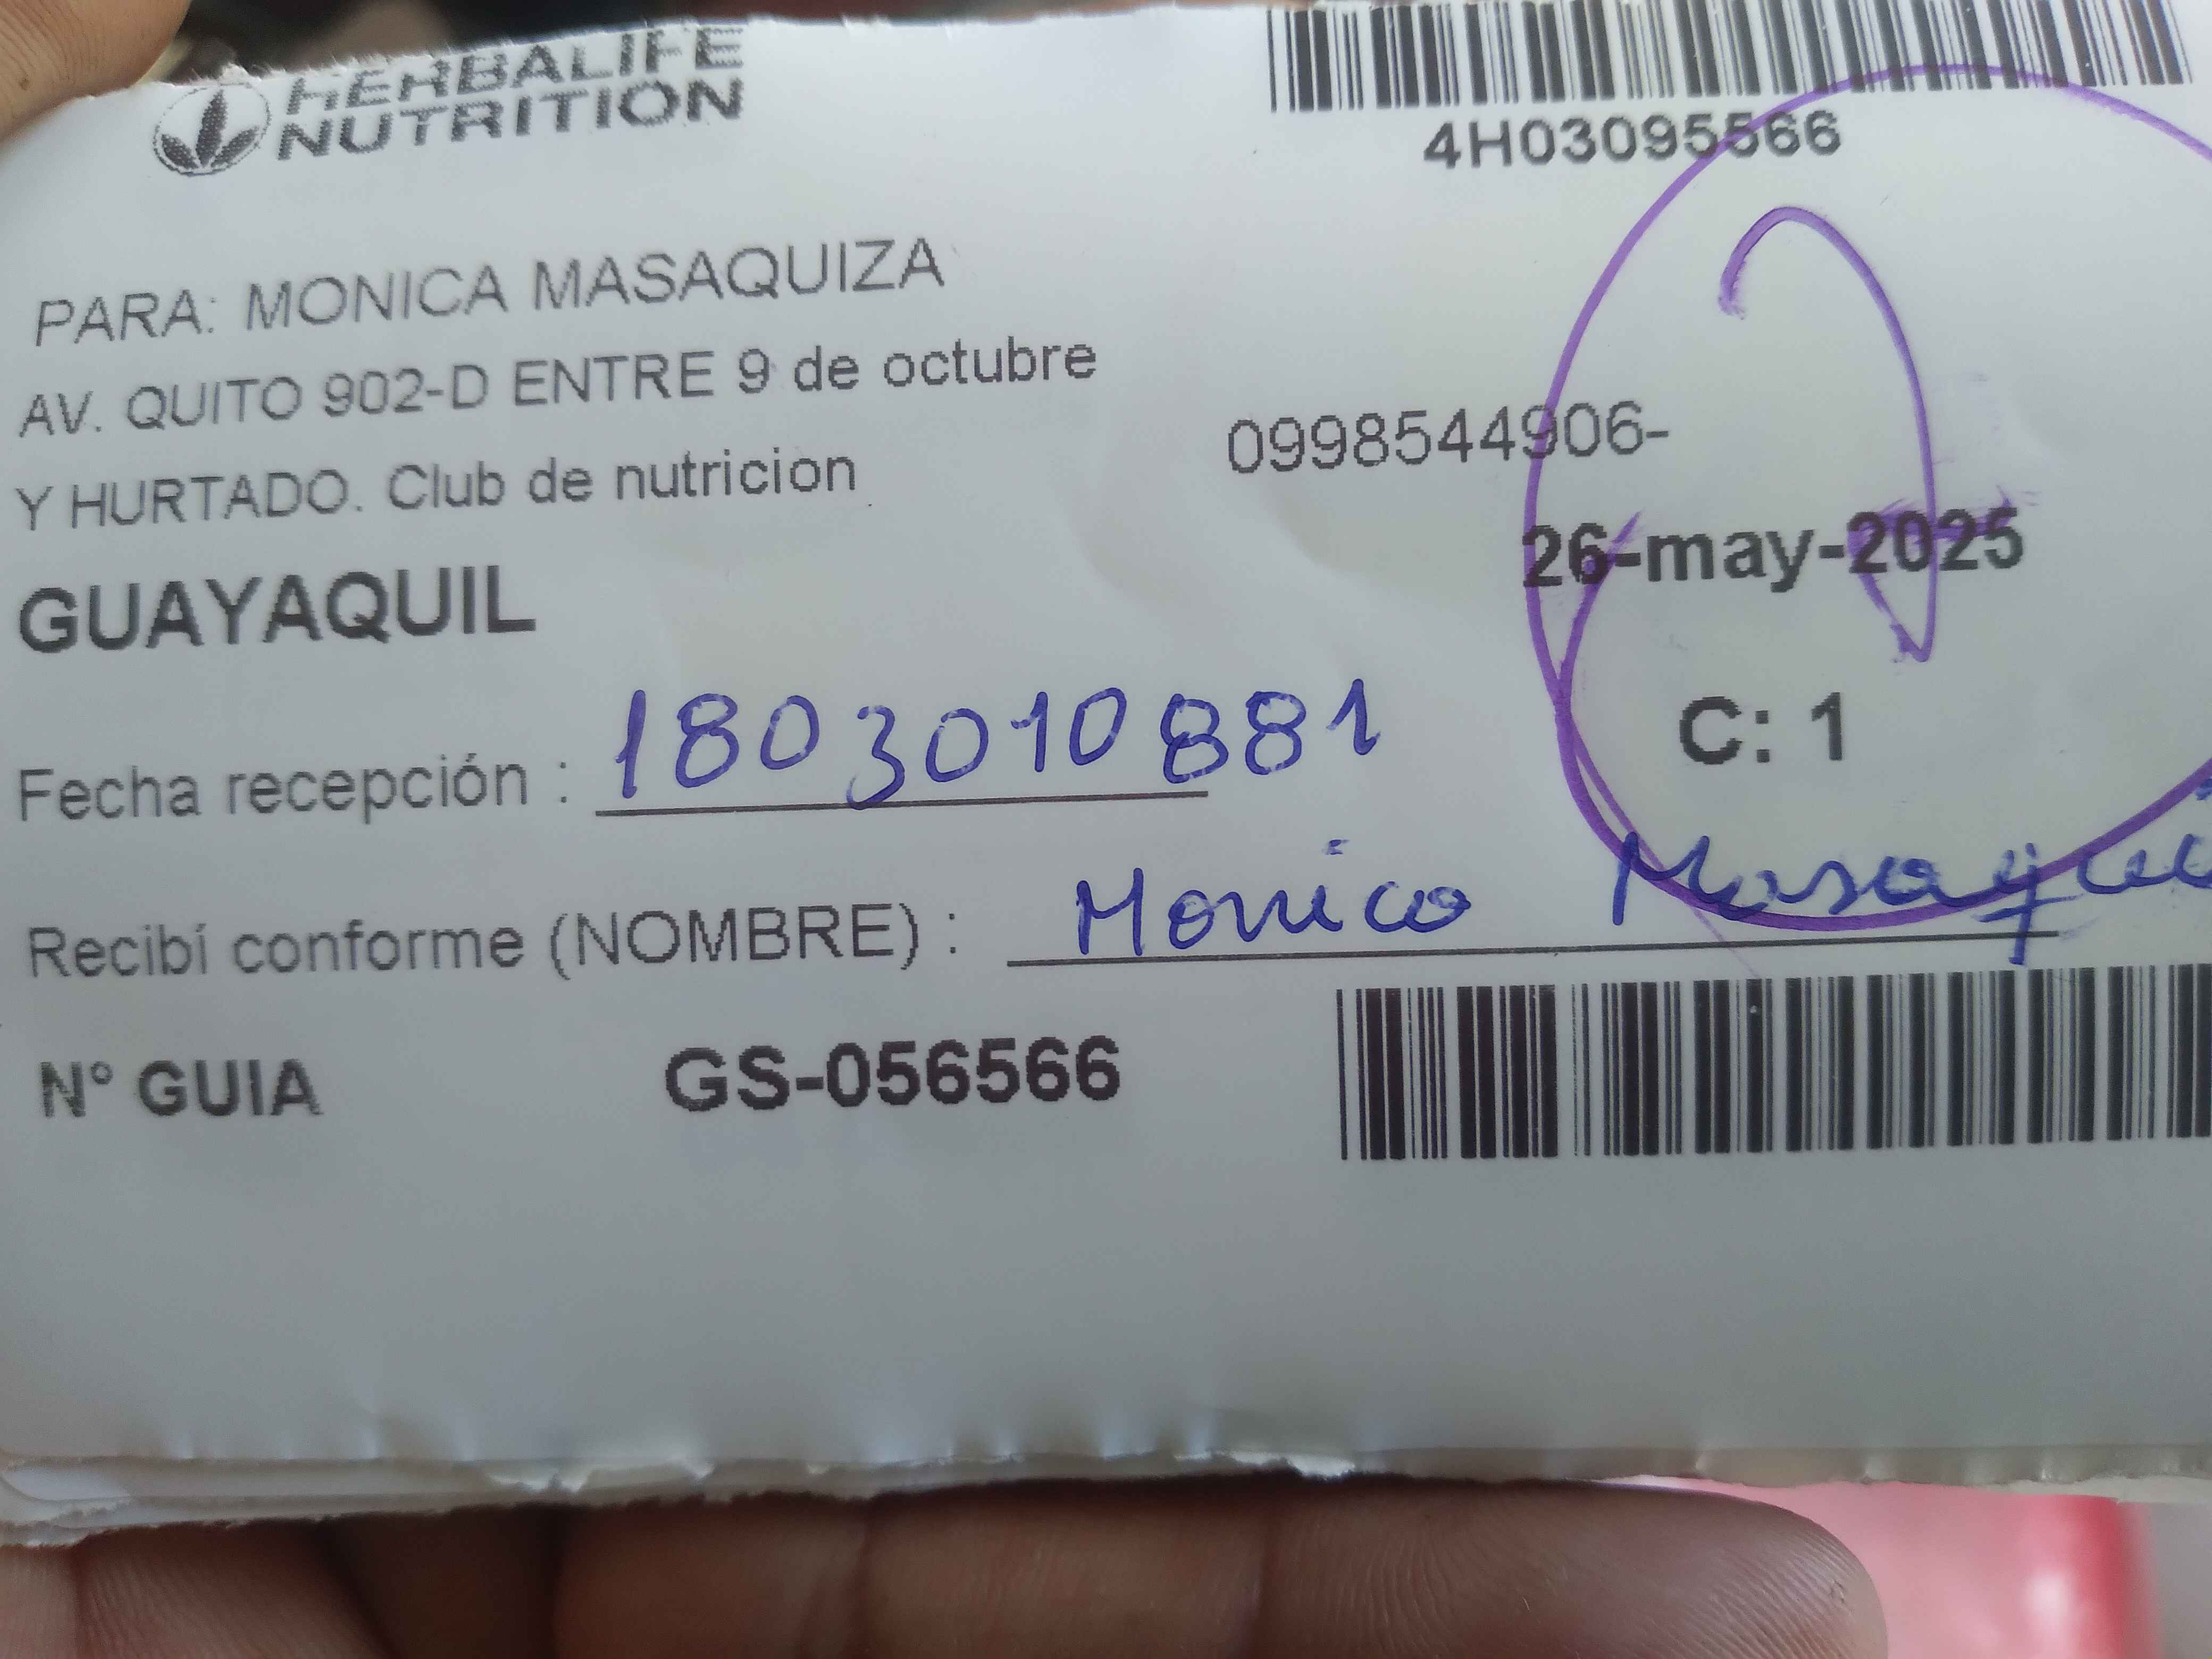 HERBALIFE
NUTRITION
4H03095566
PARA: MONICA MASAQUIZA
AV. QUITO 902-D ENTRE 9 de octubre
0998544906-
Y HURTADO. Club de nutricion
26-may-2025
GUAYAQUIL
C: 1
Fecha recepción : 1803010881
Recibí conforme (NOMBRE) : Monica Masaqui
N° GUIA GS-056566